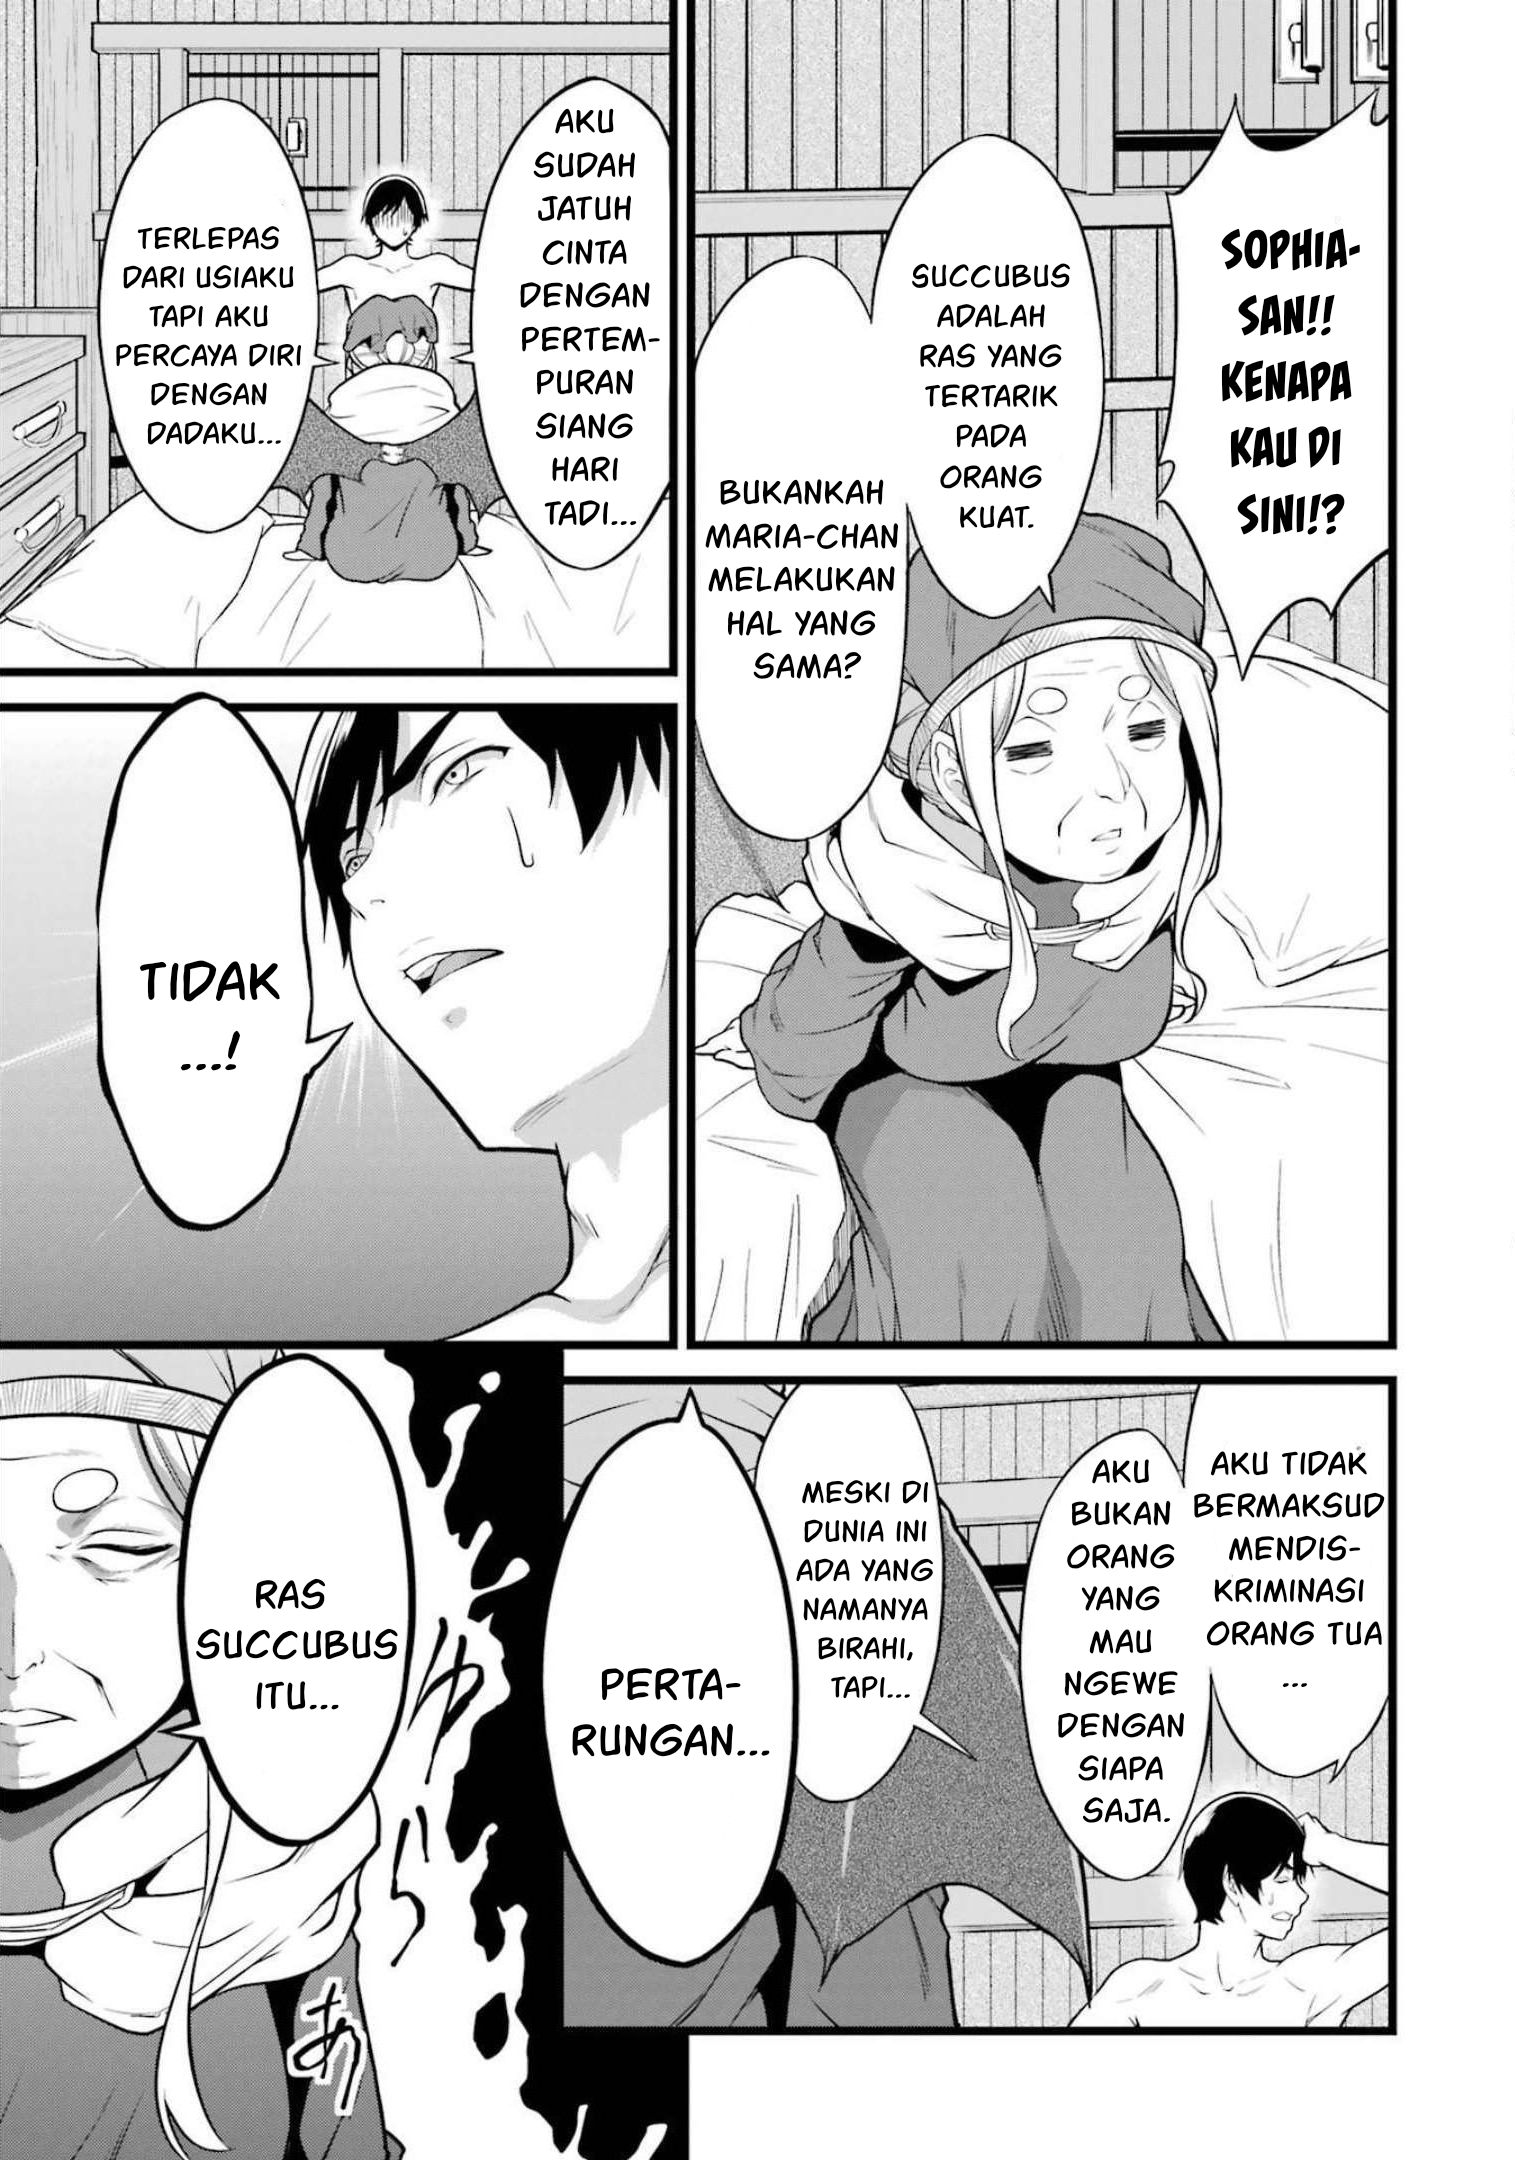 SOPHIA-
SAN!!
KENAPA
KAU DI
SINI!?
SUCCUBUS
ADALAH
RAS YANG
TERTARIK
PADA
ORANG
KUAT.
BUKANKAH
MARIA-CHAN
MELAKUKAN
HAL YANG
SAMA?
AKU
SUDAH
JATUH
CINTA
DENGAN
PERTEM-
PURAN
SIANG
HARI
TADI...
TERLEPAS
DARI USIAKU
TAPI AKU
PERCAYA DIRI
DENGAN
DADAKU...
TIDAK
...!
AKU TIDAK
BERMAKSUD
MENDIS-
KRIMINASI
ORANG TUA
...
AKU
BUKAN
ORANG
YANG
MAU
NGEWE
DENGAN
SIAPA
SAJA.
MESKI DI
DUNIA INI
ADA YANG
NAMANYA
BIRAHI,
TAPI...
PERTA-
RUNGAN...
RAS
SUCCUBUS
ITU...
ゆら
あ